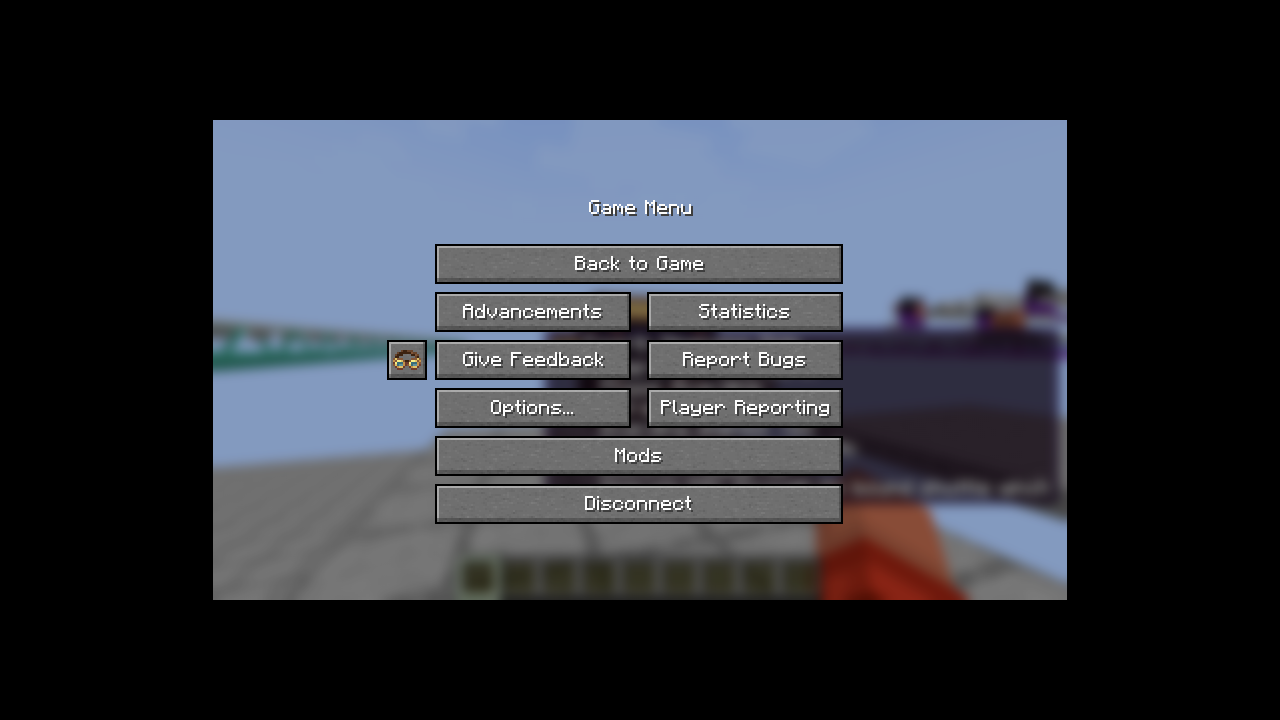 Game Menu
Back to Game
Advancements
Statistics
Give Feedback
Report Bugs
Options...
Player Reporting
Mods
Disconnect